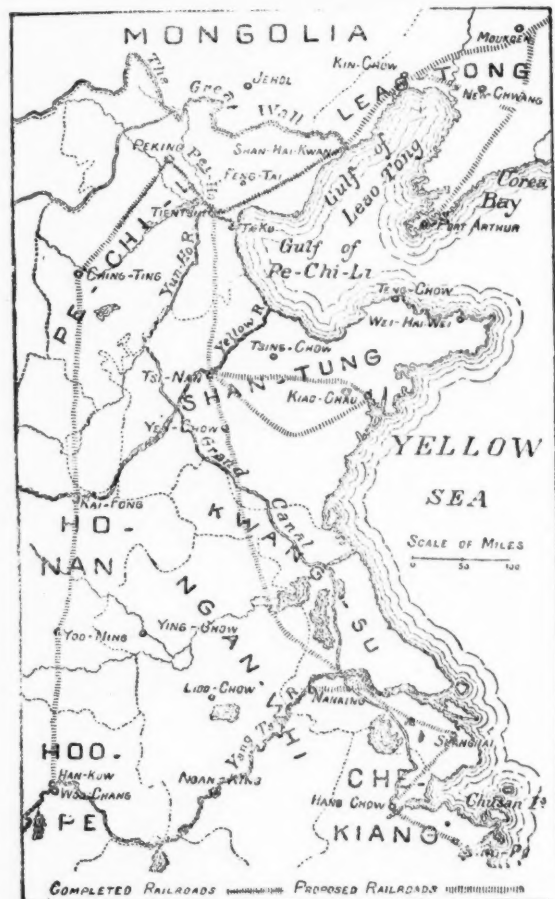 MONGOLIA
MOUKDEN
KIN-CHOW
LEAO TONG
JEHOL
NEW-CHWANG
The Great Wall
PEKING
Pei-Ho
SHAN-HAI-KWAN
FENG-TAI
Gulf of
Leao Tong
Corea
Bay
PE-CHI-LI
TIENTSIN
TAKU
PORT ARTHUR
Gulf of
Pe-Chi-Li
CHING-TING
Yun-Ho R.
TENG-CHOW
WEI-HAI-WEI
Yellow R.
TSING-CHOW
TSI-NAN
SHAN-TUNG
KIAO-CHAU
YEN-CHOW
YELLOW
SEA
Grand Canal
KAI-FONG
HO-
NAN
KWANG-SU
SCALE OF MILES
0 50 100
NGAN-WHI
YOO-NING
YING-CHOW
LIOO-CHOW
NANKING
Yang Tse R.
SHANGHAI
HOO-
PE
HAN-KOW
WOO-CHANG
NGAN-KING
CHE
KIANG
HANG CHOW
Chusan Is
COMPLETED RAILROADS PROPOSED RAILROADS